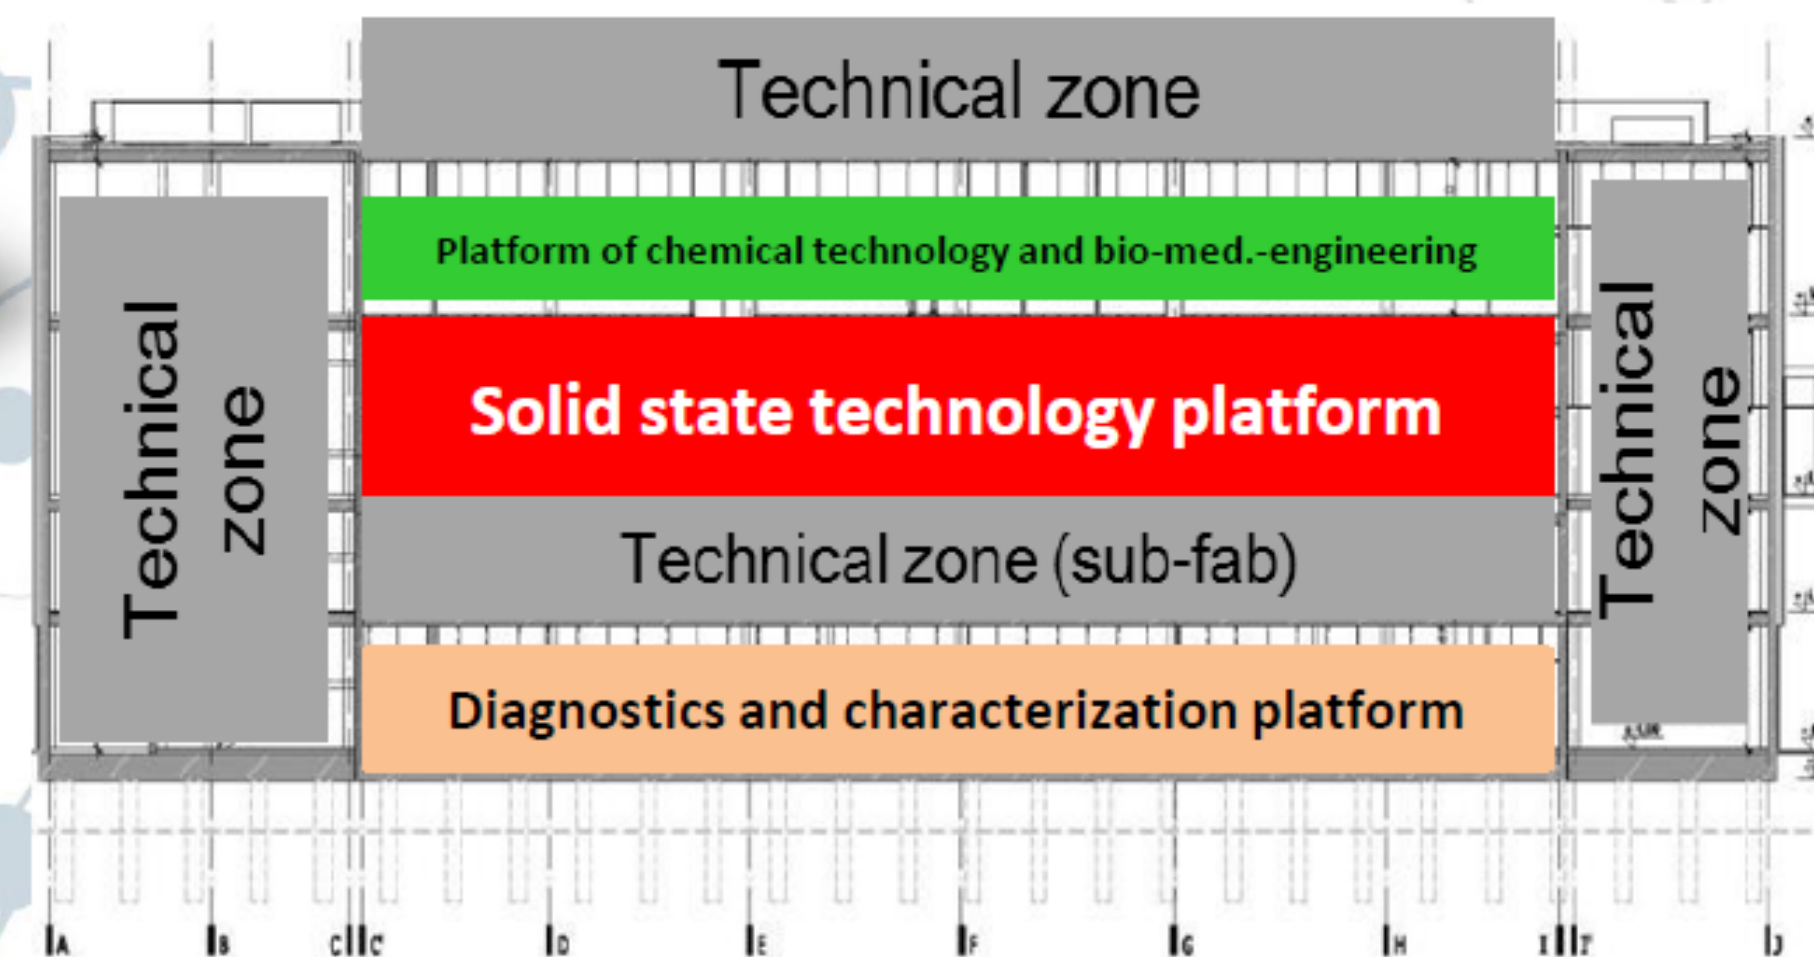 Technical zone
Platform of chemical technology and bio-med.-engineering
Technical
zone
Solid state technology platform
Technical
zone
Technical zone (sub-fab)
Diagnostics and characterization platform
A B C C' D E F G H I I' J